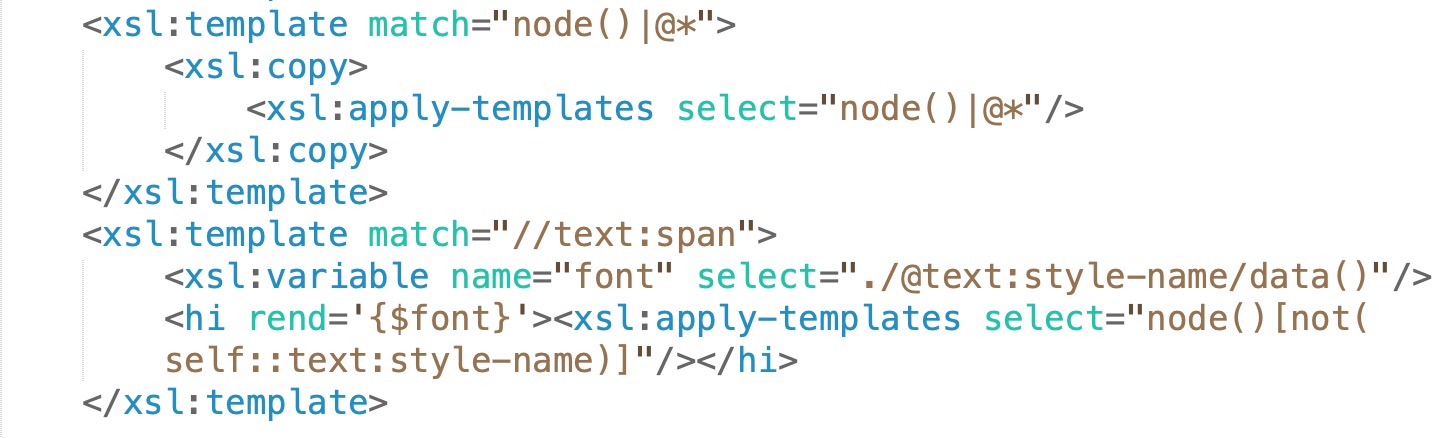 <xsl:template match="node()|@*">
<xsl:copy>
<xsl:apply-templates select="node()|@*"/>
</xsl:copy>
</xsl:template>
<xsl:template match="//text:span">
<xsl:variable name="font" select="./@text:style-name/data()"/>
<hi rend='{$font}'><xsl:apply-templates select="node()[not(
self::text:style-name)]"/></hi>
</xsl:template>